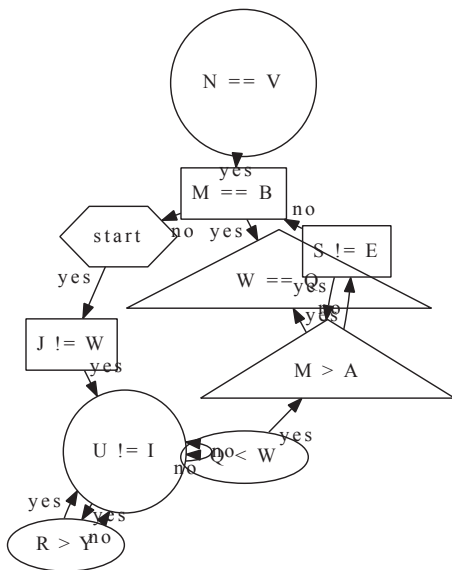 N == V
yes
M == B
no
yes
no
start
S != E
yes
W == Q
yes
no
yes
J != W
yes
M > A
yes
U != I
no
Q < W
no
yes
yes
R > Y
no